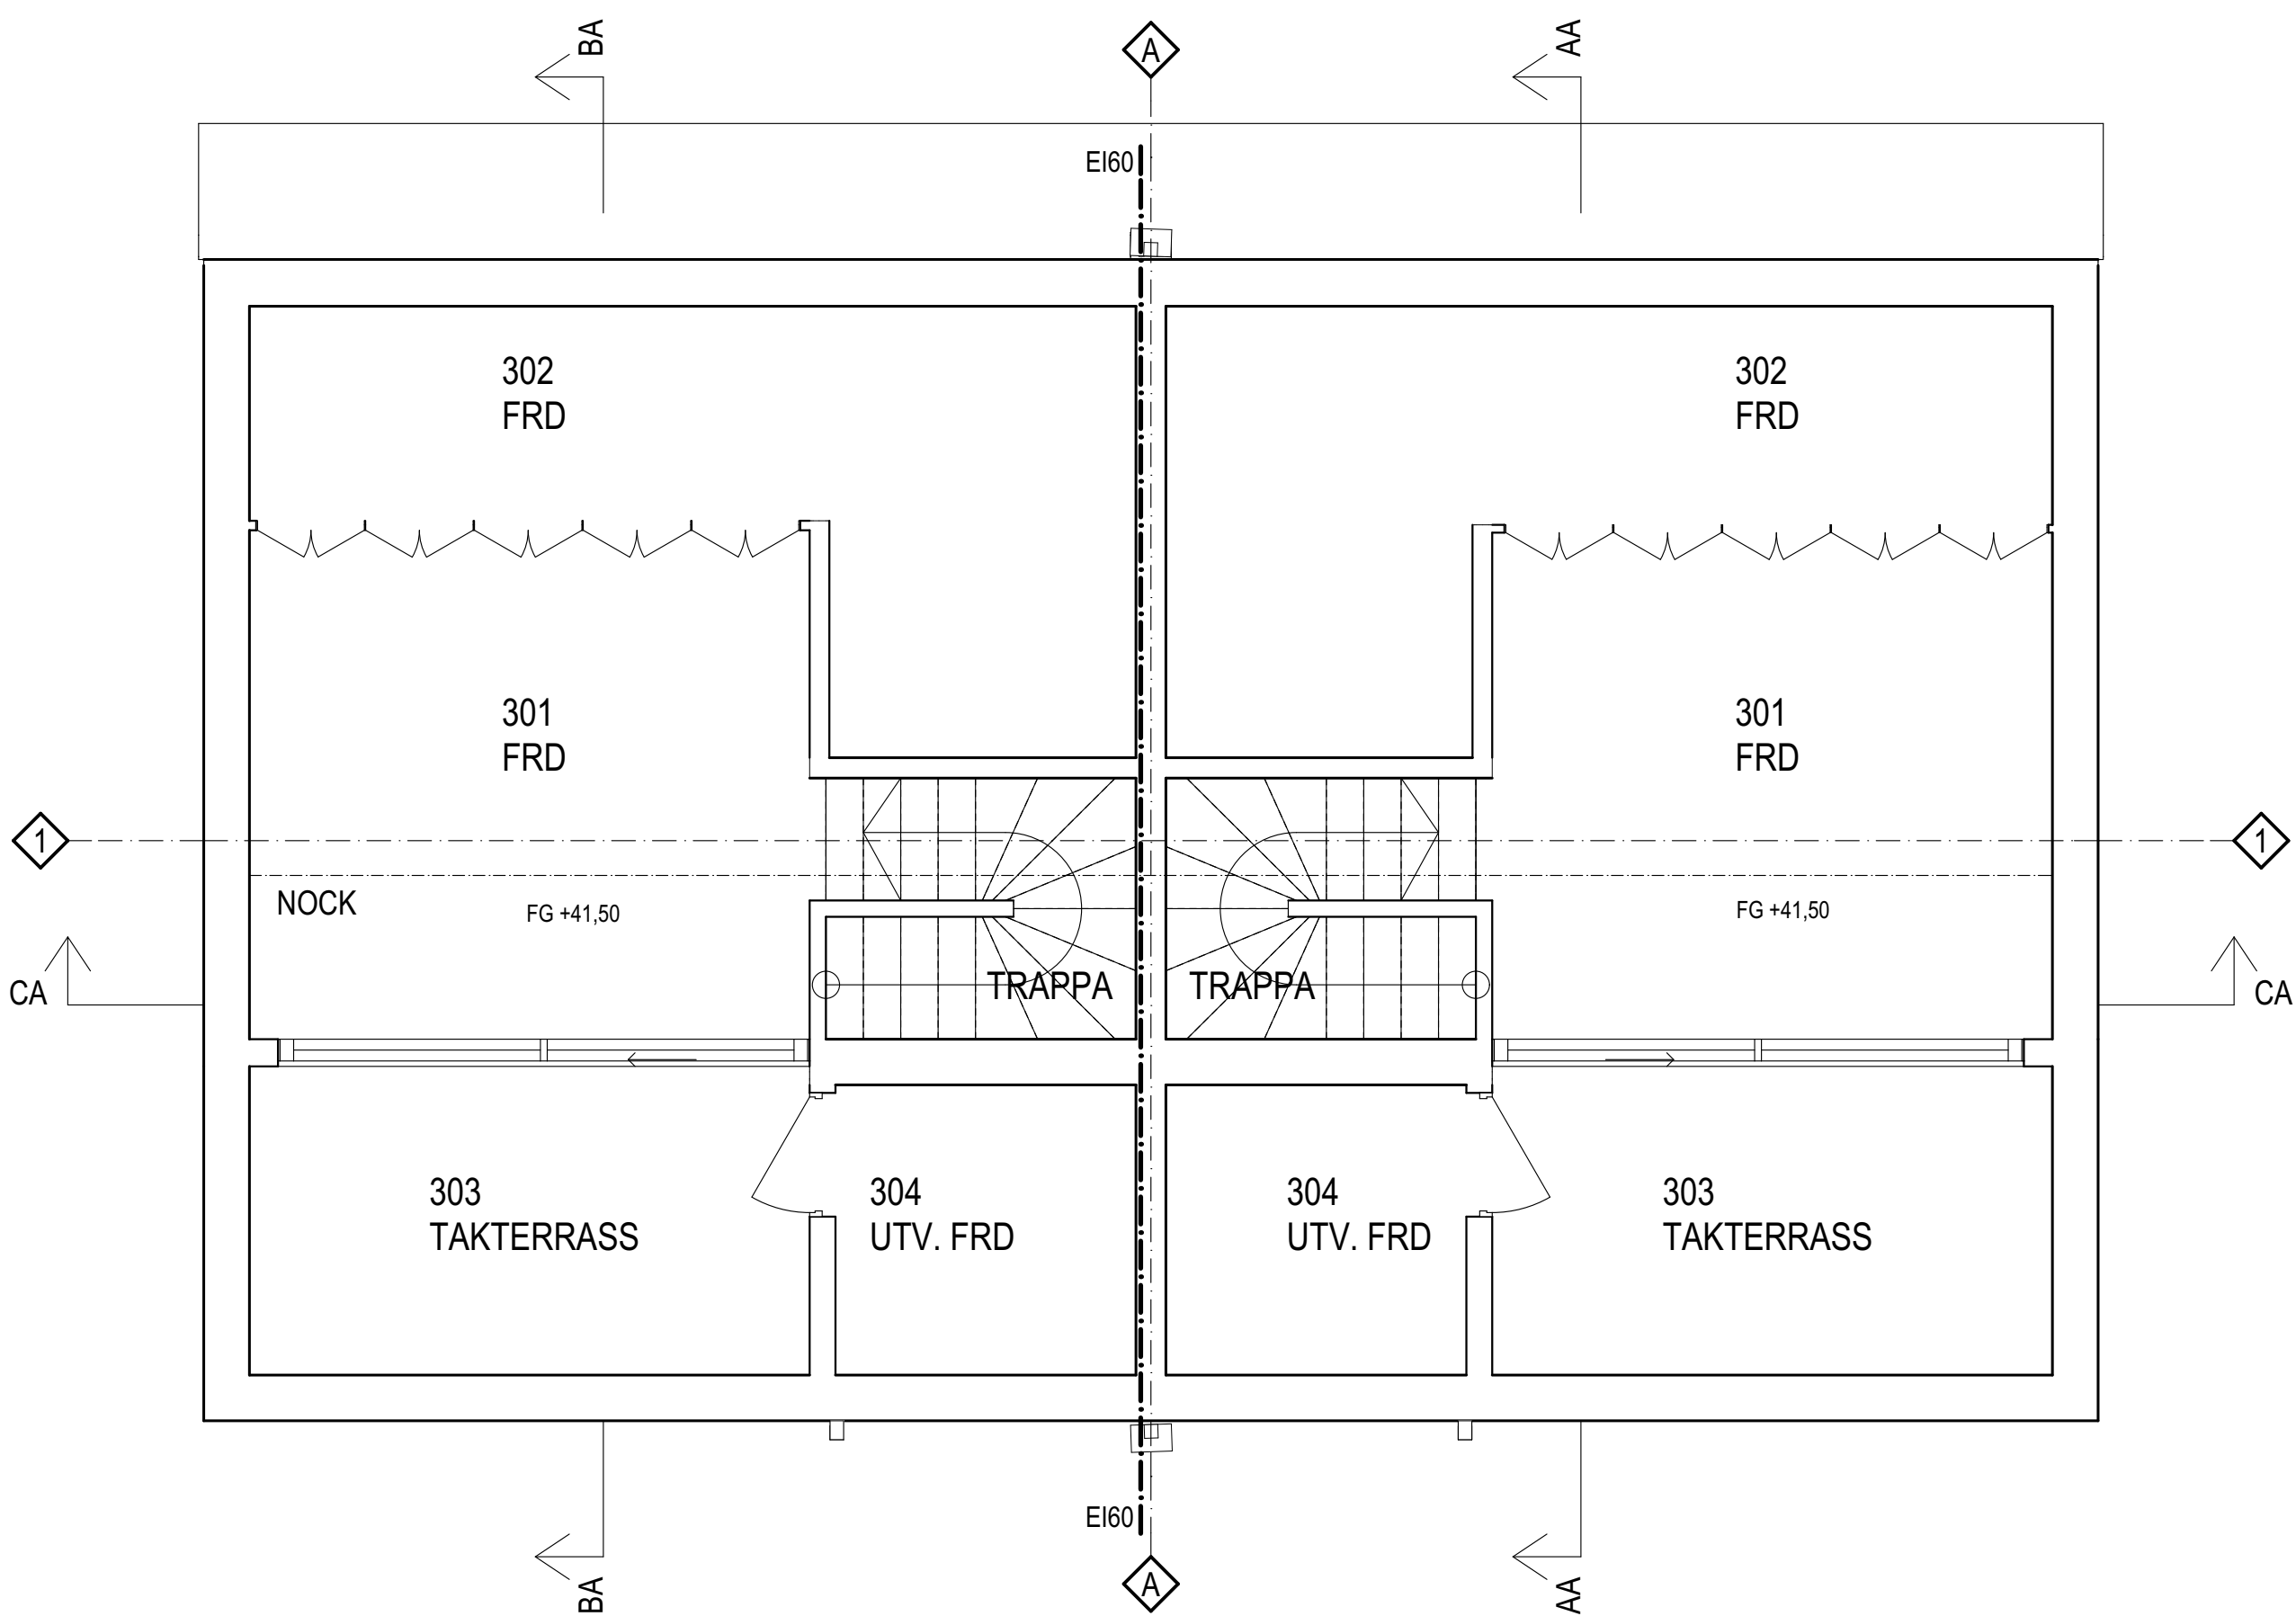 BA
A
AA
EI60
302
FRD
302
FRD
301
FRD
301
FRD
1
1
NOCK
FG +41,50
FG +41,50
CA
TRAPPA
TRAPPA
CA
303
TAKTERRASS
304
UTV. FRD
304
UTV. FRD
303
TAKTERRASS
EI60
BA
A
AA